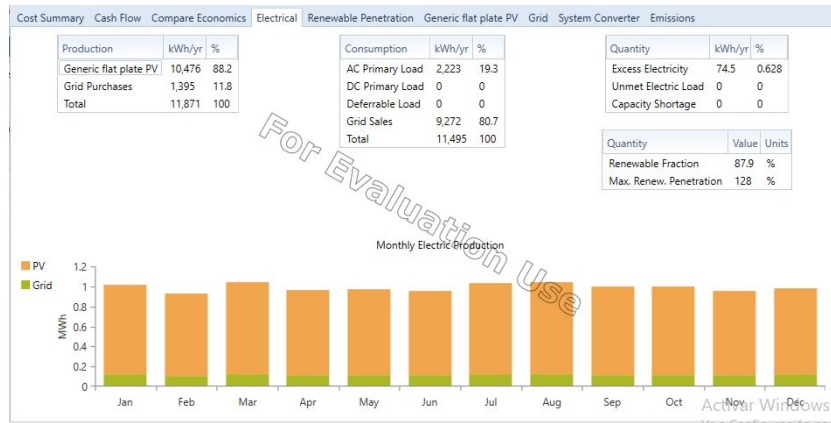 Cost Summary Cash Flow Compare Economics Electrical Renewable Penetration Generic flat plate PV Grid System Converter Emissions
Production kWh/yr %
Generic flat plate PV 10,476 88.2
Grid Purchases 1,395 11.8
Total 11,871 100
Consumption kWh/yr %
AC Primary Load 2,223 19.3
DC Primary Load 0 0
Deferrable Load 0 0
Grid Sales 9,272 80.7
Total 11,495 100
Quantity kWh/yr %
Excess Electricity 74.5 0.628
Unmet Electric Load 0 0
Capacity Shortage 0 0
Quantity Value Units
Renewable Fraction 87.9 %
Max. Renew. Penetration 128 %
For Evaluation Use
Monthly Electric Production
PV
Grid
MWh
1.2
1
0.8
0.6
0.4
0.2
0
Jan Feb Mar Apr May Jun Jul Aug Sep Oct Nov Dec
Activar Windows